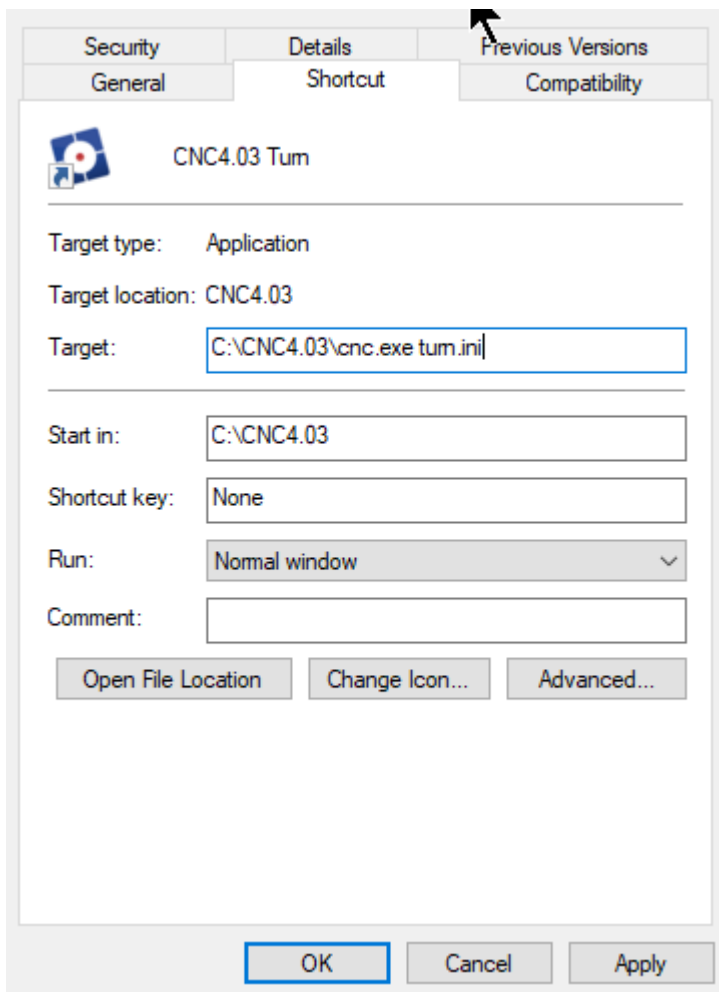 Security Details Previous Versions
General Shortcut Compatibility
CNC4.03 Turn
Target type: Application
Target location: CNC4.03
Target: C:\CNC4.03\cnc.exe turn.ini
Start in: C:\CNC4.03
Shortcut key: None
Run: Normal window
Comment:
Open File Location Change Icon... Advanced...
OK Cancel Apply